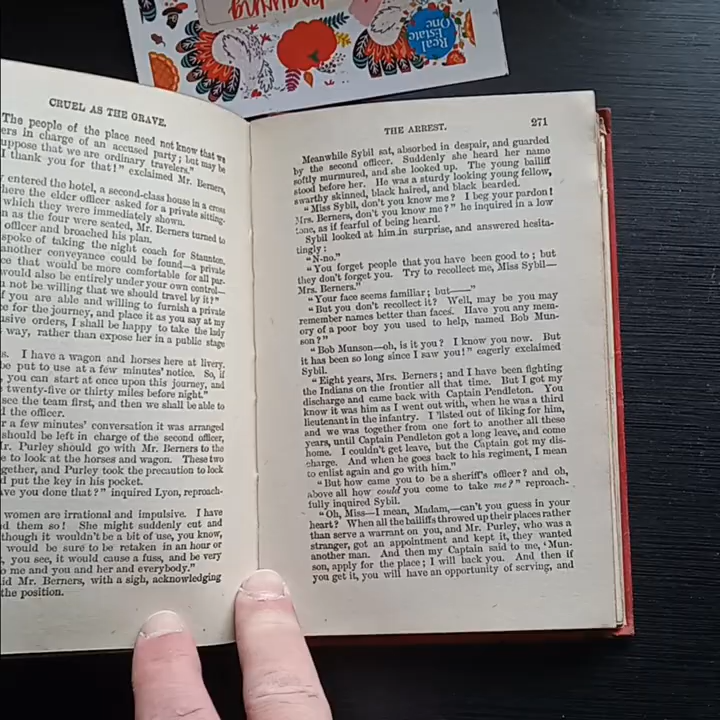 Real
Estate
One
CRUEL AS THE GRAVE.
The people of the place need not know that we
ers in charge of an accused party; but may be
uppose that we are ordinary travelers."
I thank you for that!" exclaimed Mr. Berners,
entered the hotel, a second-class house in a cross
here the elder officer asked for a private sitting-
which they were immediately shown.
n as the four were seated, Mr. Berners turned to
officer and broached his plan.
spoke of taking the night coach for Staunton,
another conveyance could be found—a private
ce that would be more comfortable for all par-
would also be entirely under your own control—
not be willing that we should travel by it?"
f you are able and willing to furnish a private
ce for the journey, and place it as you say at my
usive orders, I shall be happy to take the lady
way, rather than expose her in a public stage
s. I have a wagon and horses here at livery.
be put to use at a few minutes' notice. So, if
you can start at once upon this journey, and
twenty-five or thirty miles before night."
see the team first, and then we shall be able to
d the officer.
r a few minutes' conversation it was arranged
should be left in charge of the second officer,
r. Purley should go with Mr. Berners to the
e to look at the horses and wagon. These two
gether, and Purley took the precaution to lock
d put the key in his pocket.
ve you done that?" inquired Lyon, reproach-
women are irrational and impulsive. I have
d them so! She might suddenly cut and
though it wouldn't be a bit of use, you know,
would be sure to be retaken in an hour or
, you see, it would cause a fuss, and be very
o me and you and her and everybody."
id Mr. Berners, with a sigh, acknowledging
the position.
THE ARREST. 271
Meanwhile Sybil sat, absorbed in despair, and guarded
by the second officer. Suddenly she heard her name
softly murmured, and she looked up. The young bailiff
stood before her. He was a sturdy looking young fellow,
swarthy skinned, black haired, and black bearded.
"Miss Sybil, don't you know me? I beg your pardon!
Mrs. Berners, don't you know me?" he inquired in a low
tone, as if fearful of being heard.
Sybil looked at him in surprise, and answered hesita-
tingly:
"N-no."
"You forget people that you have been good to; but
they don't forget you. Try to recollect me, Miss Sybil—
Mrs. Berners."
"Your face seems familiar; but——"
"But you don't recollect it? Well, may be you may
remember names better than faces. Have you any mem-
ory of a poor boy you used to help, named Bob Mun-
son?"
"Bob Munson—oh, is it you? I know you now. But
it has been so long since I saw you!" eagerly exclaimed
Sybil.
"Eight years, Mrs. Berners; and I have been fighting
the Indians on the frontier all that time. But I got my
discharge and came back with Captain Pendleton. You
know it was him as I went out with, when he was a third
lieutenant in the infantry. I 'listed out of liking for him,
and we was together from one fort to another all these
years, until Captain Pendleton got a long leave, and come
home. I couldn't get leave, but the Captain got my dis-
charge. And when he goes back to his regiment, I mean
to enlist again and go with him."
"But how came you to be a sheriff's officer? and oh,
above all how could you come to take me?" reproach-
fully inquired Sybil.
"Oh, Miss—I mean, Madam,—can't you guess in your
heart? When all the bailiffs throwed up their places rather
than serve a warrant on you, and Mr. Purley, who was a
stranger, got an appointment and kept it, they wanted
another man. And then my Captain said to me, 'Mun-
son, apply for the place; I will back you. And then if
you get it, you will have an opportunity of serving, and